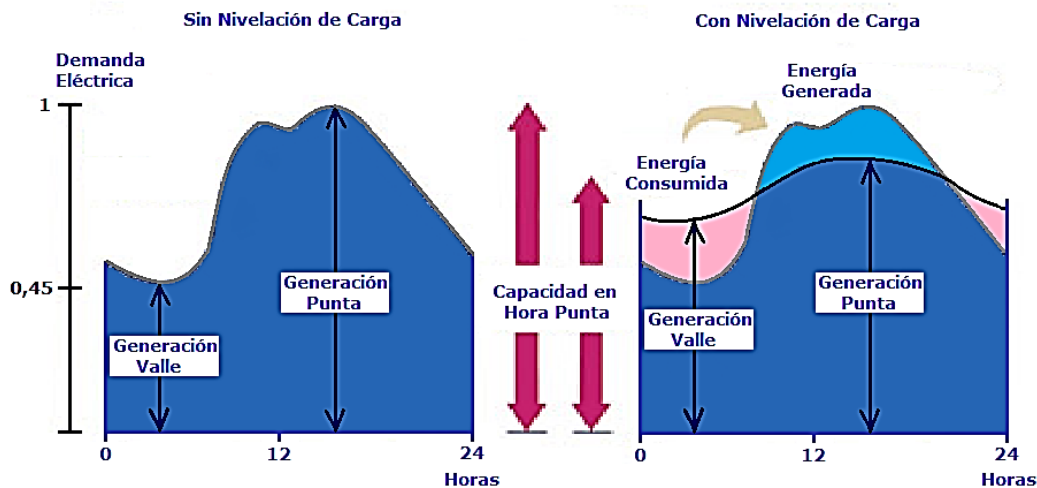 Sin Nivelación de Carga
Demanda
Eléctrica
1
0,45
Generación
Valle
Generación
Punta
0
12
24
Horas
Capacidad en
Hora Punta
Con Nivelación de Carga
Energía
Generada
Energía
Consumida
Generación
Valle
Generación
Punta
0
12
24
Horas